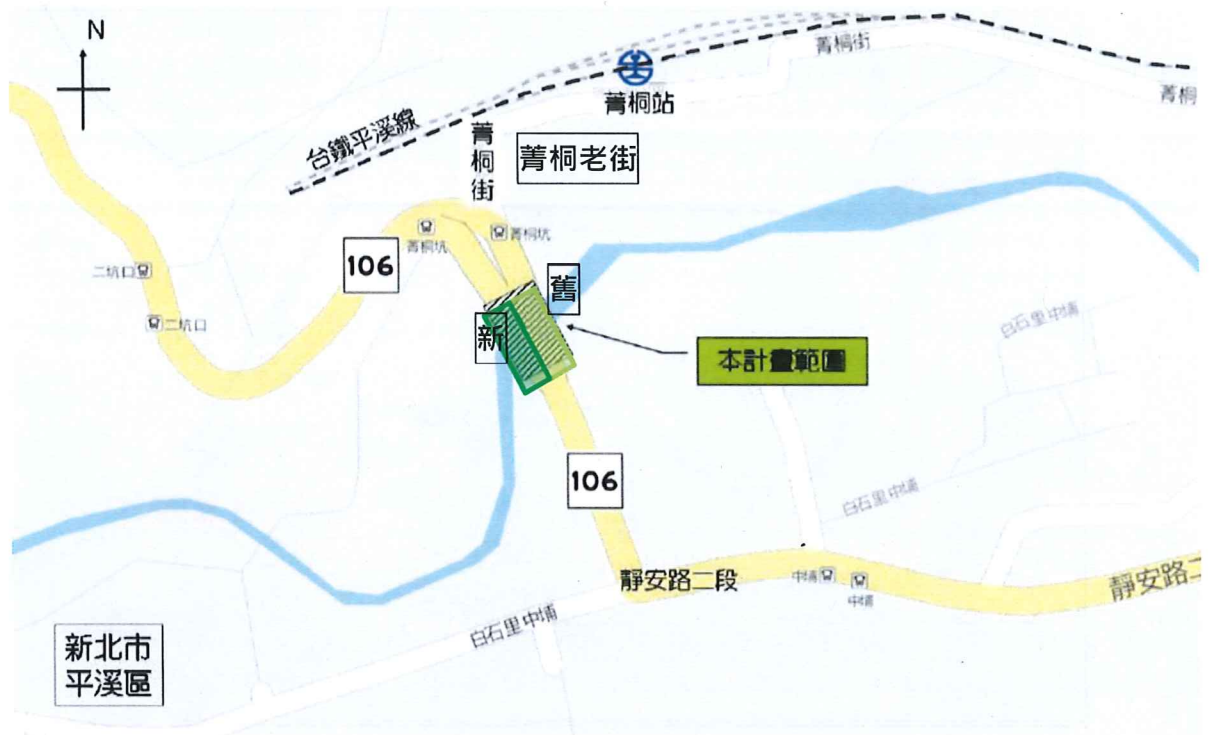 N
菁桐街
菁桐站
菁桐
台鐵平溪線
菁桐街
菁桐老街
菁桐坑
菁桐坑
106
二坑口
二坑口
舊
新
本計畫範圍
白石里中埔
106
白石里中埔
靜安路二段
中埔
中埔
靜安路二
白石里中埔
新北市
平溪區